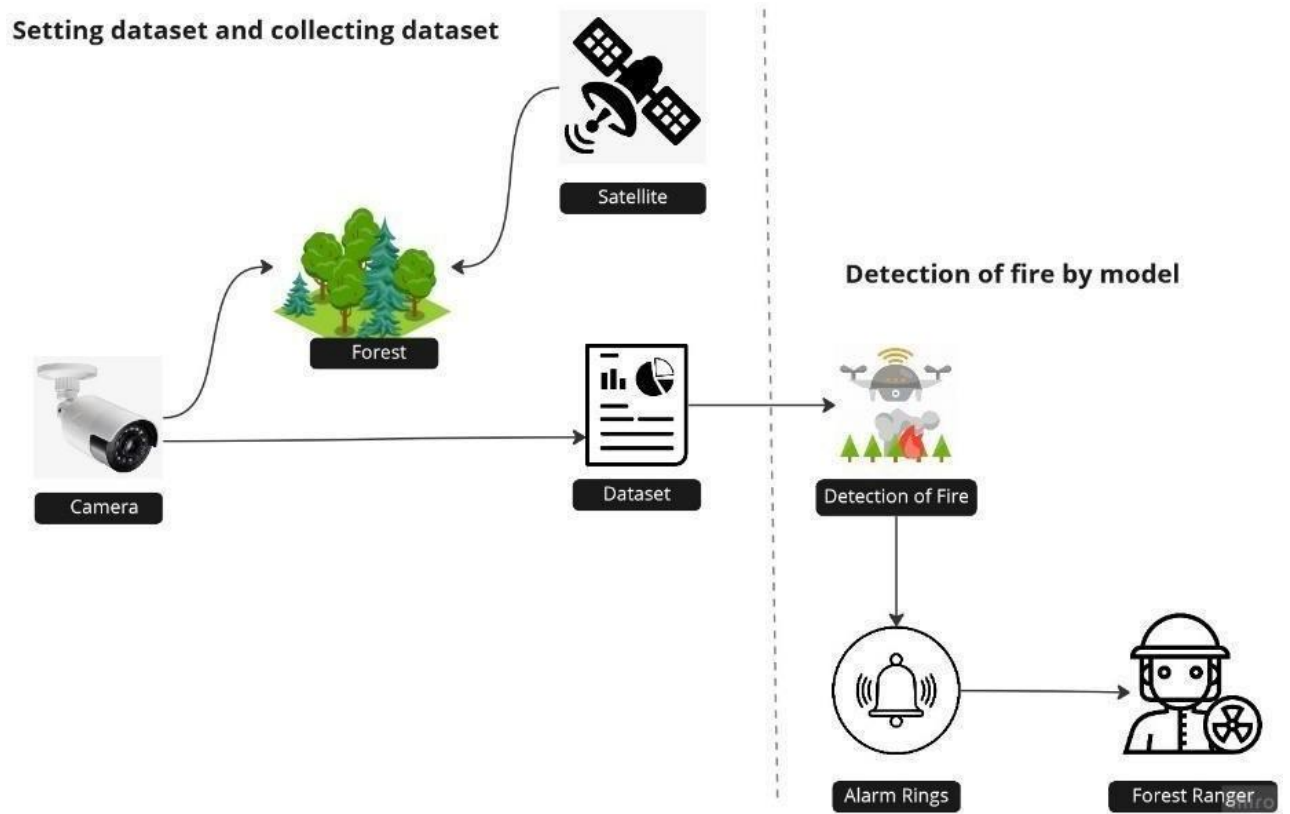 Setting dataset and collecting dataset
Satellite
Detection of fire by model
Forest
Camera
Dataset
Detection of Fire
Alarm Rings
Forest Ranger
miro